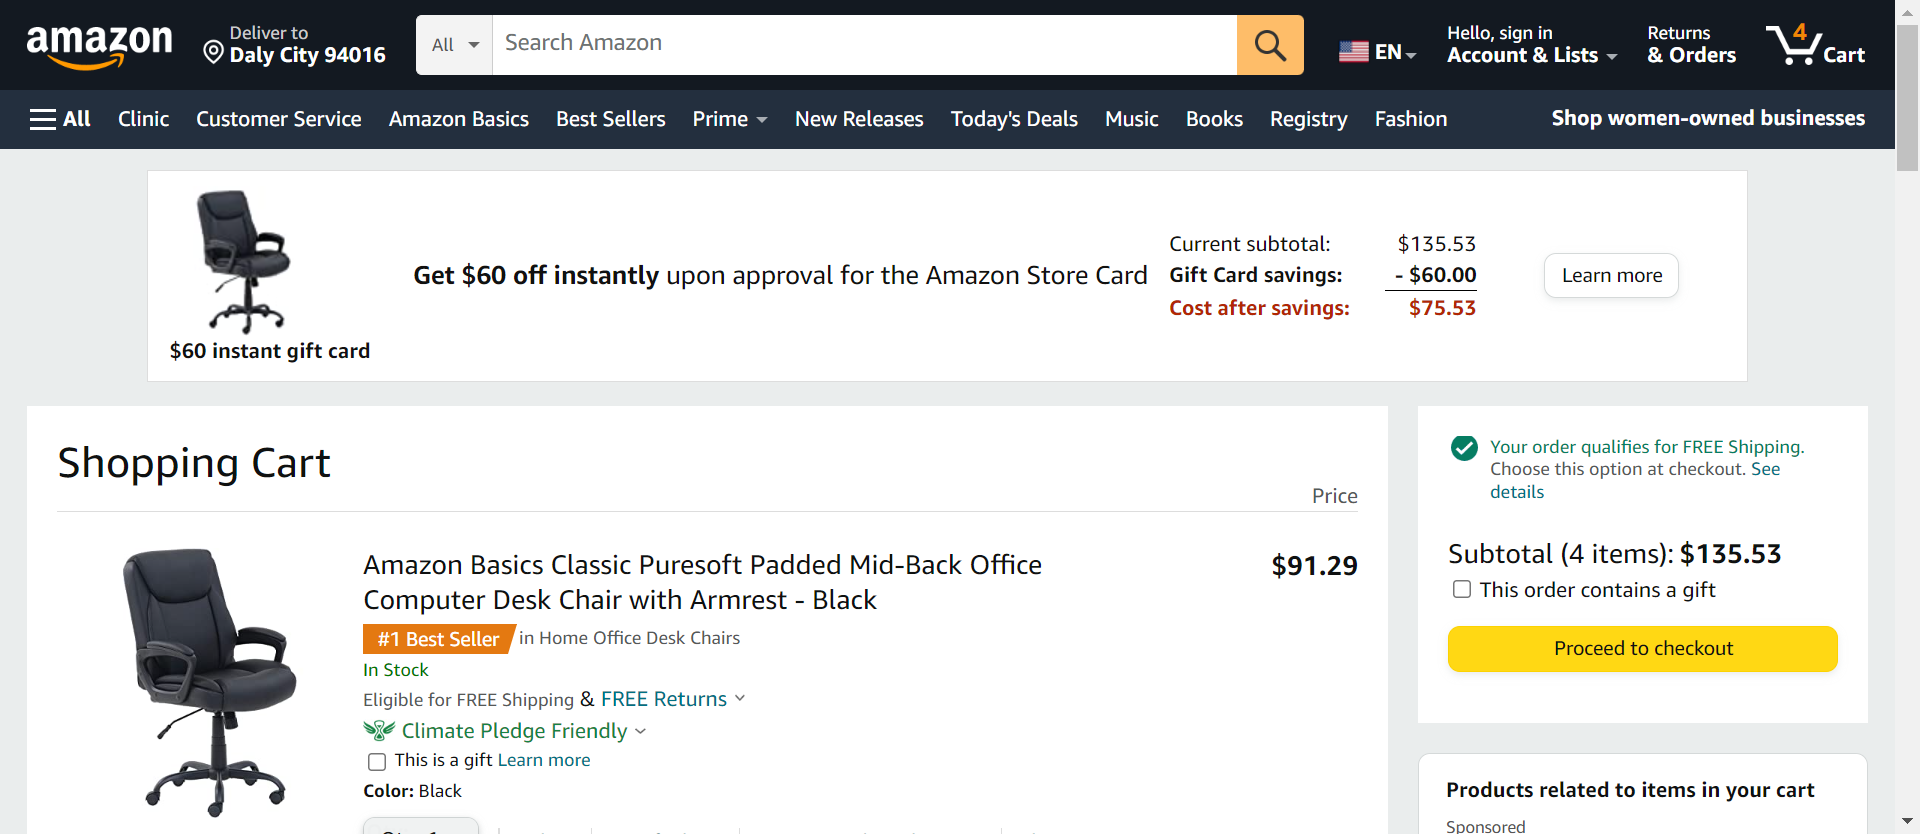 amazon
Deliver to
Daly City 94016
All
Search Amazon
EN
Hello, sign in
Account & Lists
Returns
& Orders
4
Cart
All
Clinic
Customer Service
Amazon Basics
Best Sellers
Prime
New Releases
Today's Deals
Music
Books
Registry
Fashion
Shop women-owned businesses
$60 instant gift card
Get $60 off instantly upon approval for the Amazon Store Card
Current subtotal: $135.53
Gift Card savings: - $60.00
Cost after savings: $75.53
Learn more
Shopping Cart
Price
Amazon Basics Classic Puresoft Padded Mid-Back Office
Computer Desk Chair with Armrest - Black
$91.29
#1 Best Seller in Home Office Desk Chairs
In Stock
Eligible for FREE Shipping & FREE Returns
Climate Pledge Friendly
This is a gift Learn more
Color: Black
Your order qualifies for FREE Shipping.
Choose this option at checkout. See
details
Subtotal (4 items): $135.53
This order contains a gift
Proceed to checkout
Products related to items in your cart
Sponsored